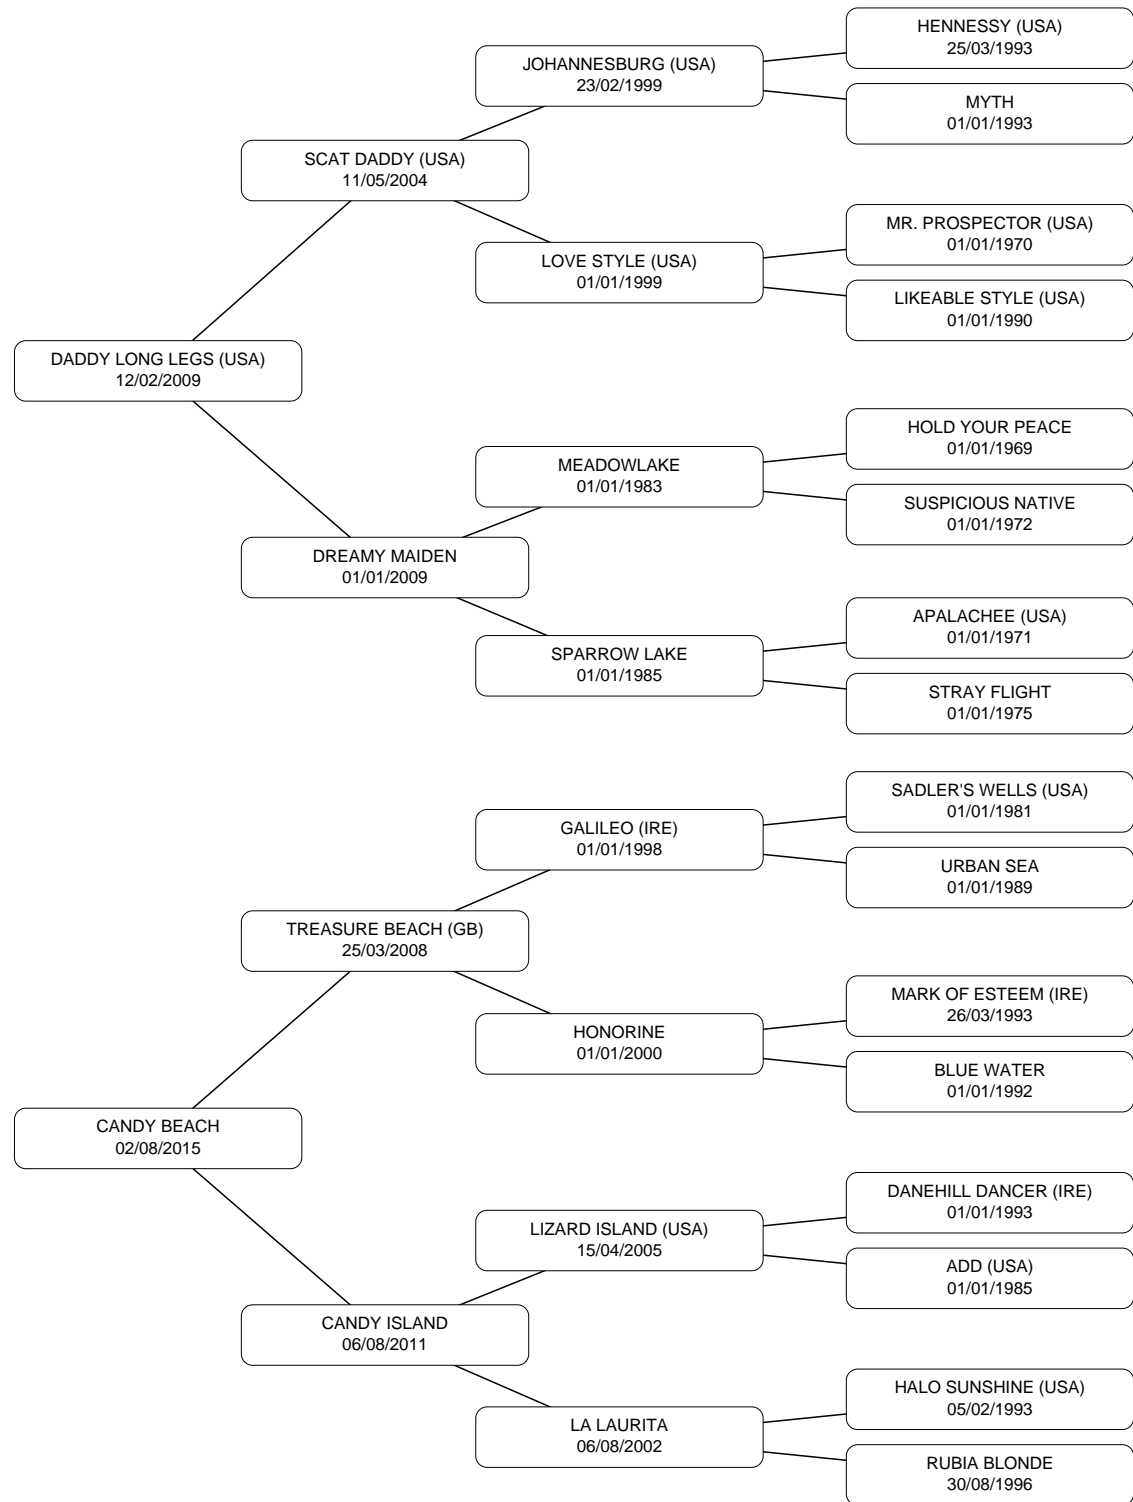 HENNESSY (USA)
25/03/1993
JOHANNESBURG (USA)
23/02/1999
MYTH
01/01/1993
SCAT DADDY (USA)
11/05/2004
MR. PROSPECTOR (USA)
01/01/1970
LOVE STYLE (USA)
01/01/1999
LIKEABLE STYLE (USA)
01/01/1990
DADDY LONG LEGS (USA)
12/02/2009
HOLD YOUR PEACE
01/01/1969
MEADOWLAKE
01/01/1983
SUSPICIOUS NATIVE
01/01/1972
DREAMY MAIDEN
01/01/2009
APALACHEE (USA)
01/01/1971
SPARROW LAKE
01/01/1985
STRAY FLIGHT
01/01/1975
SADLER'S WELLS (USA)
01/01/1981
GALILEO (IRE)
01/01/1998
URBAN SEA
01/01/1989
TREASURE BEACH (GB)
25/03/2008
MARK OF ESTEEM (IRE)
26/03/1993
HONORINE
01/01/2000
BLUE WATER
01/01/1992
CANDY BEACH
02/08/2015
DANEHILL DANCER (IRE)
01/01/1993
LIZARD ISLAND (USA)
15/04/2005
ADD (USA)
01/01/1985
CANDY ISLAND
06/08/2011
HALO SUNSHINE (USA)
05/02/1993
LA LAURITA
06/08/2002
RUBIA BLONDE
30/08/1996